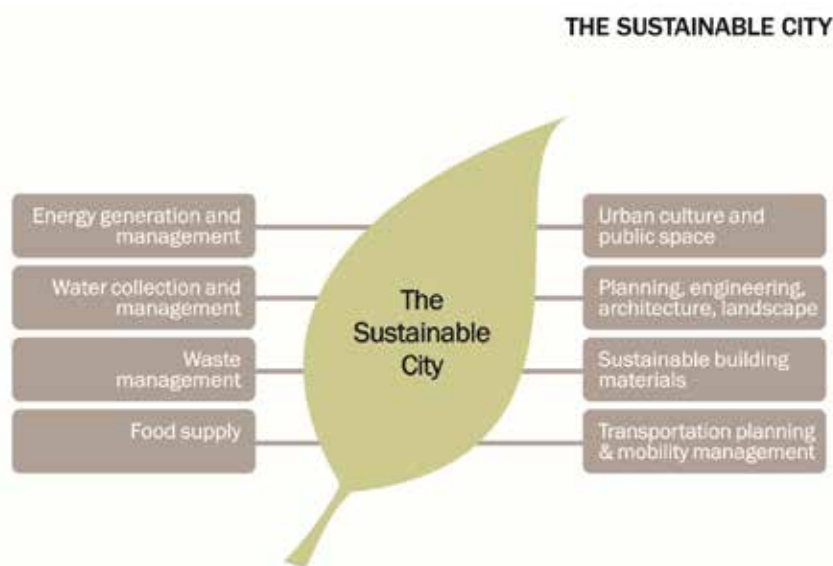 THE SUSTAINABLE CITY
Energy generation and
management
Water collection and
management
Waste
management
Food supply
The
Sustainable
City
Urban culture and
public space
Planning, engineering,
architecture, landscape
Sustainable building
materials
Transportation planning
& mobility management